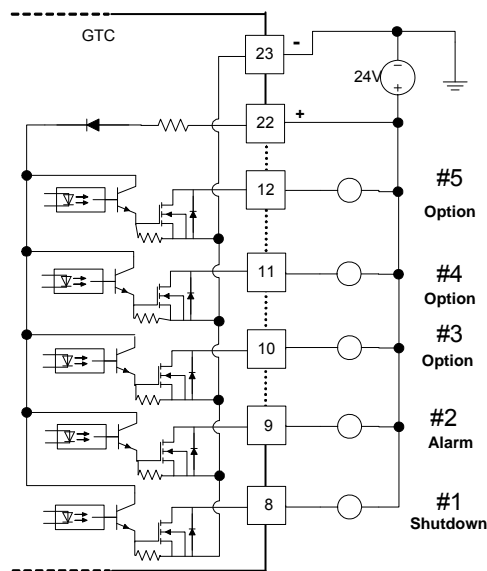 GTC
23
-
24V
-
+
22
+
12
#5
Option
11
#4
Option
10
#3
Option
9
#2
Alarm
8
#1
Shutdown